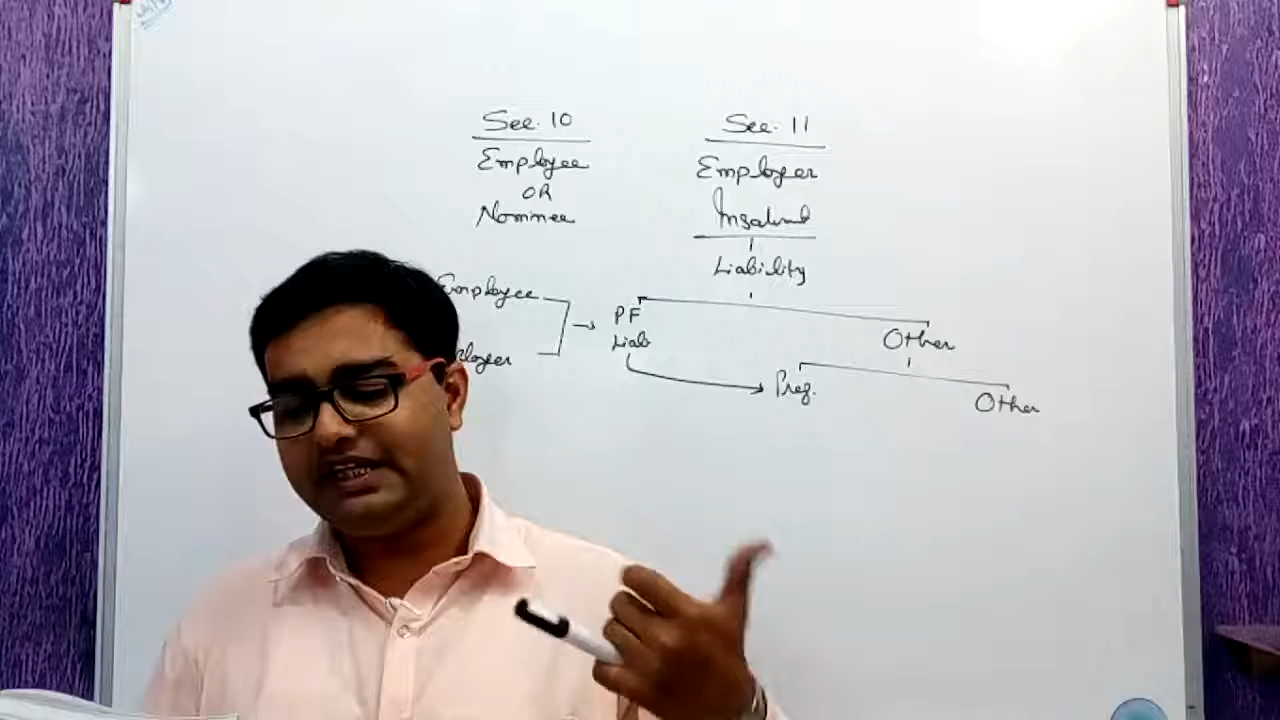 Sec. 10
Employee
OR
Nominee
Sec. 11
Employer
Insolvent
Liability
Employee
PF
Liab
Other
Pref.
Other